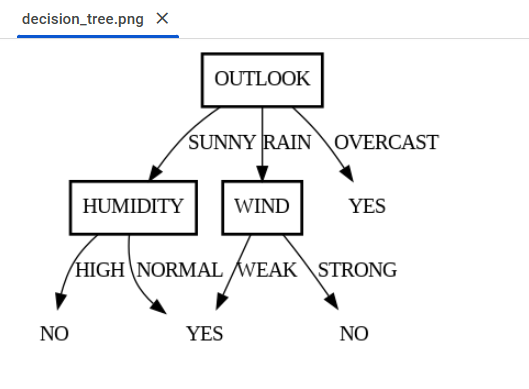 decision_tree.png
OUTLOOK
SUNNY RAIN OVERCAST
HUMIDITY WIND YES
HIGH NORMAL WEAK STRONG
NO YES NO